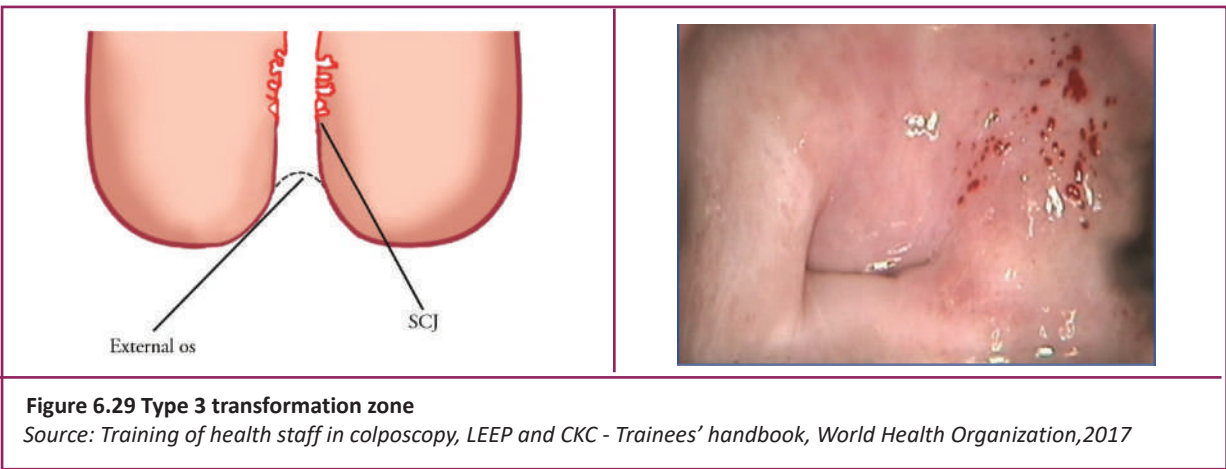 External os
SCJ
Figure 6.29 Type 3 transformation zone
Source: Training of health staff in colposcopy, LEEP and CKC - Trainees’ handbook, World Health Organization,2017